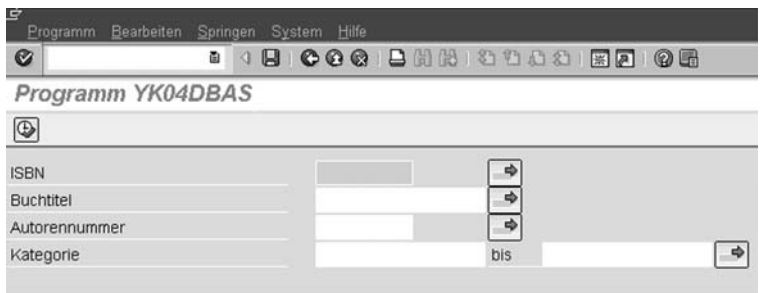 Programm Bearbeiten Springen System Hilfe
Programm YK04DBAS
ISBN
Buchtitel
Autorennummer
Kategorie bis